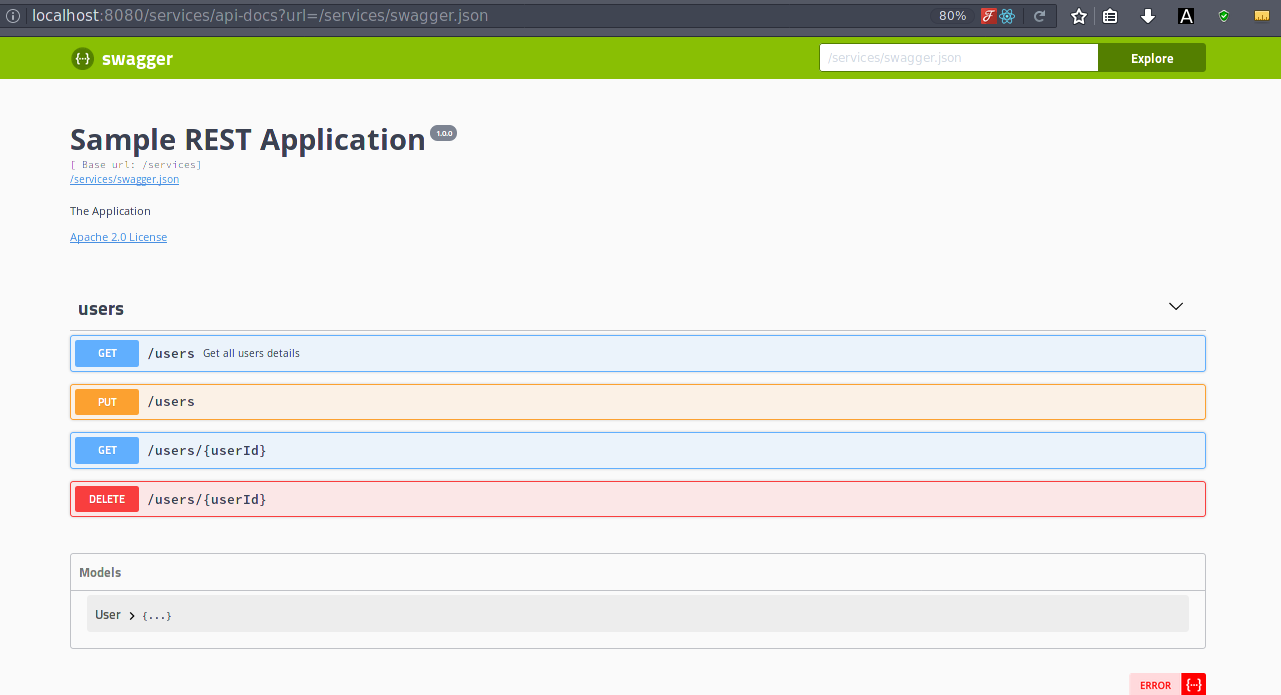 localhost:8080/services/api-docs?url=/services/swagger.json 80%
{···} swagger /services/swagger.json Explore
Sample REST Application 1.0.0
[ Base url: /services]
/services/swagger.json
The Application
Apache 2.0 License
users
GET /users Get all users details
PUT /users
GET /users/{userId}
DELETE /users/{userId}
Models
User {...}
ERROR {···}